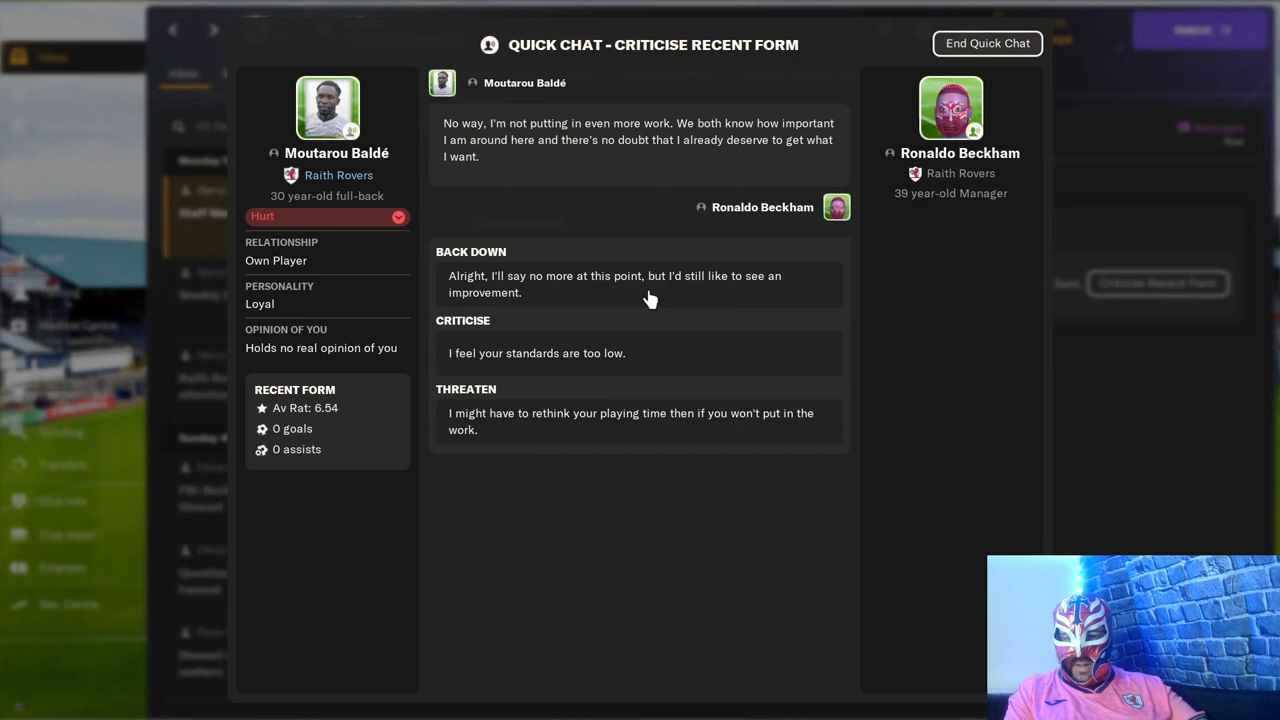 QUICK CHAT - CRITICISE RECENT FORM
End Quick Chat
Moutarou Baldé
Raith Rovers
30 year-old full-back
Hurt
RELATIONSHIP
Own Player
PERSONALITY
Loyal
OPINION OF YOU
Holds no real opinion of you
RECENT FORM
Av Rat: 6.54
0 goals
0 assists
Moutarou Baldé
No way, I'm not putting in even more work. We both know how important
I am around here and there's no doubt that I already deserve to get what
I want.
Ronaldo Beckham
BACK DOWN
Alright, I'll say no more at this point, but I'd still like to see an
improvement.
CRITICISE
I feel your standards are too low.
THREATEN
I might have to rethink your playing time then if you won't put in the
work.
Ronaldo Beckham
Raith Rovers
39 year-old Manager